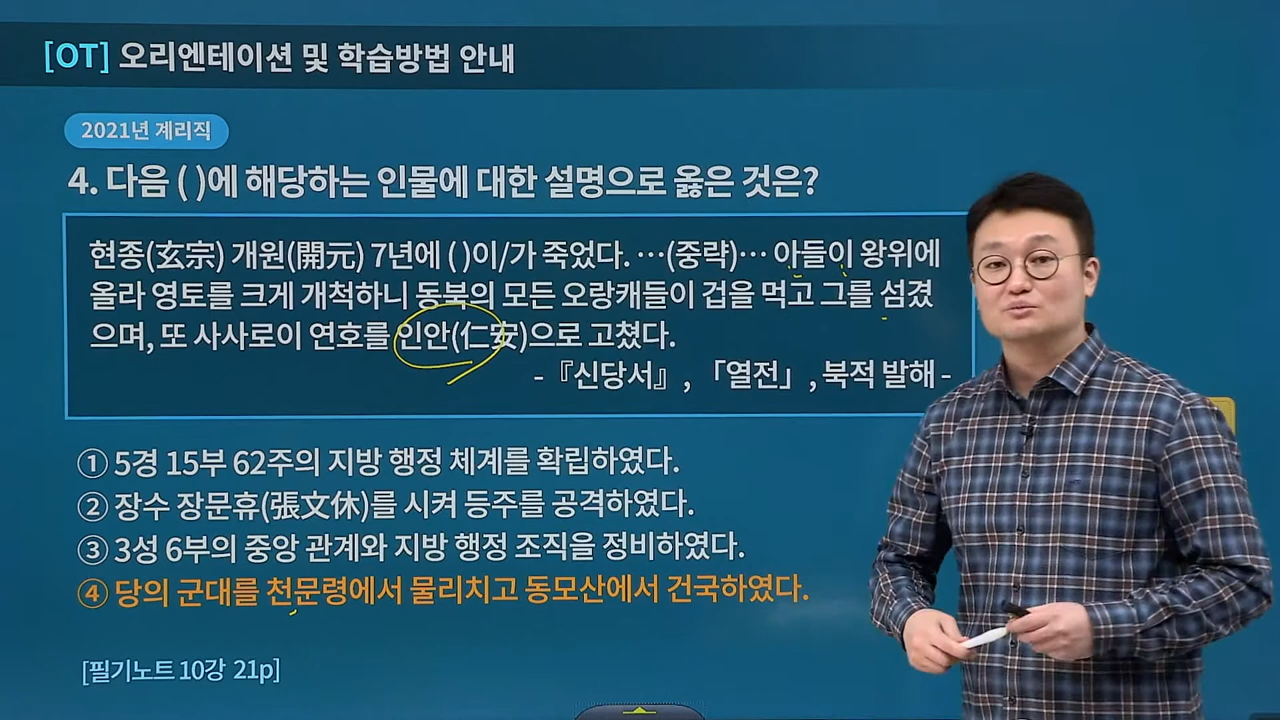 [OT] 오리엔테이션 및 학습방법 안내
2021년 계리직
4. 다음 ( )에 해당하는 인물에 대한 설명으로 옳은 것은?
현종(玄宗) 개원(開元) 7년에 ( )이/가 죽었다. …(중략)… 아들이 왕위에
올라 영토를 크게 개척하니 동북의 모든 오랑캐들이 겁을 먹고 그를 섬겼
으며, 또 사사로이 연호를 인안(仁安)으로 고쳤다.
-『신당서』, 「열전」, 북적 발해 -
① 5경 15부 62주의 지방 행정 체계를 확립하였다.
② 장수 장문휴(張文休)를 시켜 등주를 공격하였다.
③ 3성 6부의 중앙 관계와 지방 행정 조직을 정비하였다.
④ 당의 군대를 천문령에서 물리치고 동모산에서 건국하였다.
[필기노트 10강 21p]